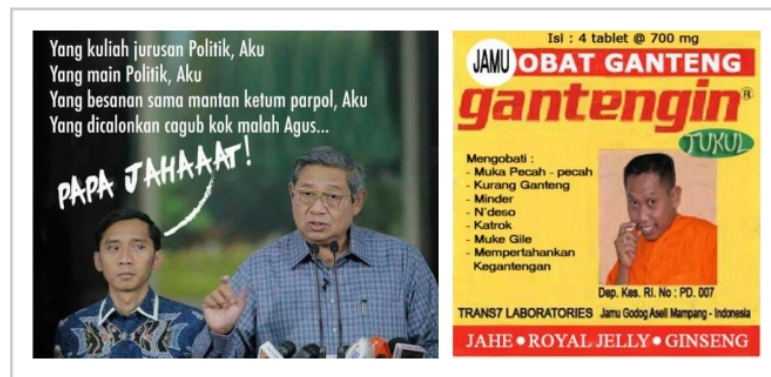 Yang kuliah jurusan Politik, Aku
Yang main Politik, Aku
Yang besanan sama mantan ketum parpol, Aku
Yang dicalonkan cagub kok malah Agus...
PAPA JAHAAAT!
Isi : 4 tablet @ 700 mg
JAMU OBAT GANTENG
gantengin®
TUKUL
Mengobati :
- Muka Pecah - pecah
- Kurang Ganteng
- Minder
- N'deso
- Katrok
- Muke Gile
- Mempertahankan
Kegantengan
Dep. Kes. RI. No : PD. 007
TRANS7 LABORATORIES Jamu Godog Aseli Mampang - Indonesia
JAHE • ROYAL JELLY • GINSENG